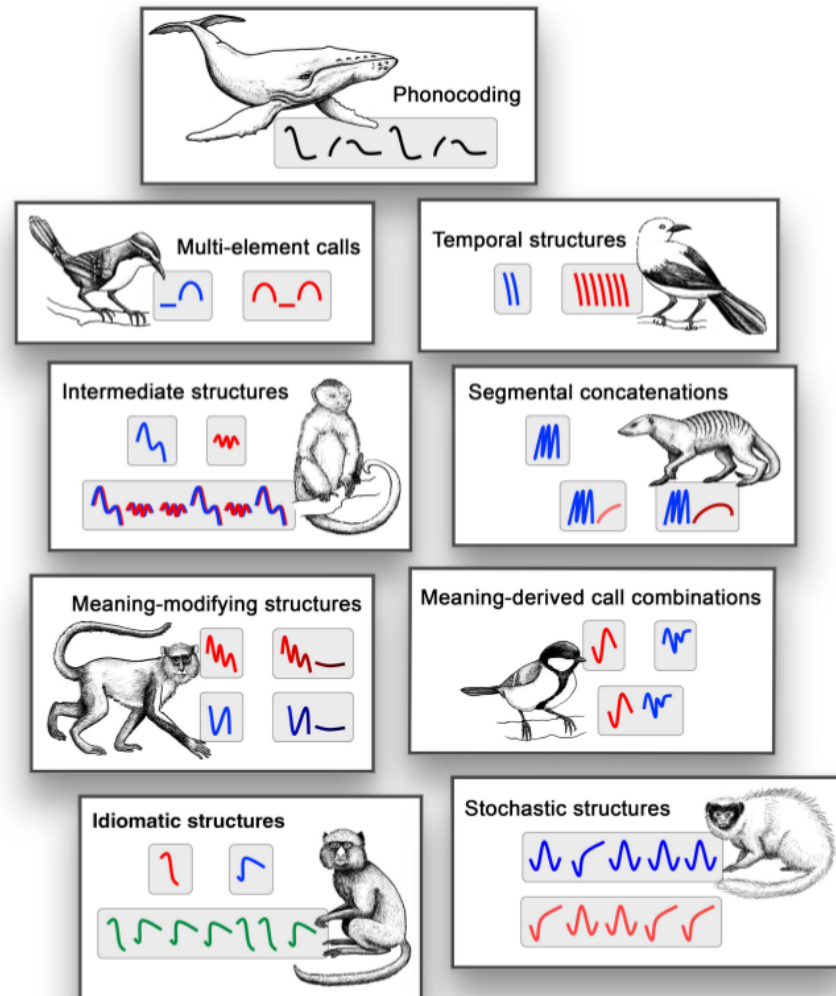 Phonocoding
Multi-element calls
Temporal structures
Intermediate structures
Segmental concatenations
Meaning-modifying structures
Meaning-derived call combinations
Idiomatic structures
Stochastic structures